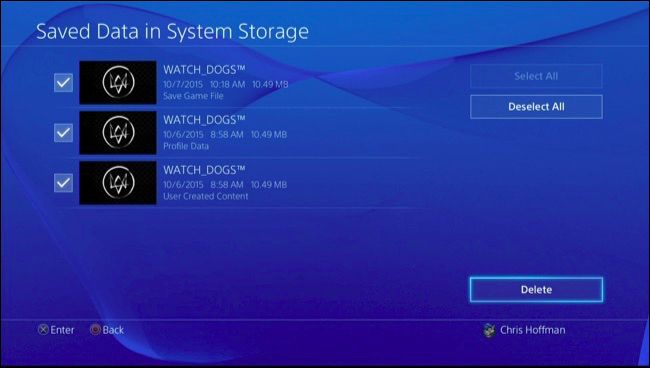 Saved Data in System Storage
WATCH_DOGS™
10/7/2015 10:18 AM 10.49 MB
Save Game File
WATCH_DOGS™
10/6/2015 8:58 AM 10.49 MB
Profile Data
WATCH_DOGS™
10/6/2015 8:58 AM 10.49 MB
User Created Content
Select All
Deselect All
Delete
Enter
Back
Chris Hoffman